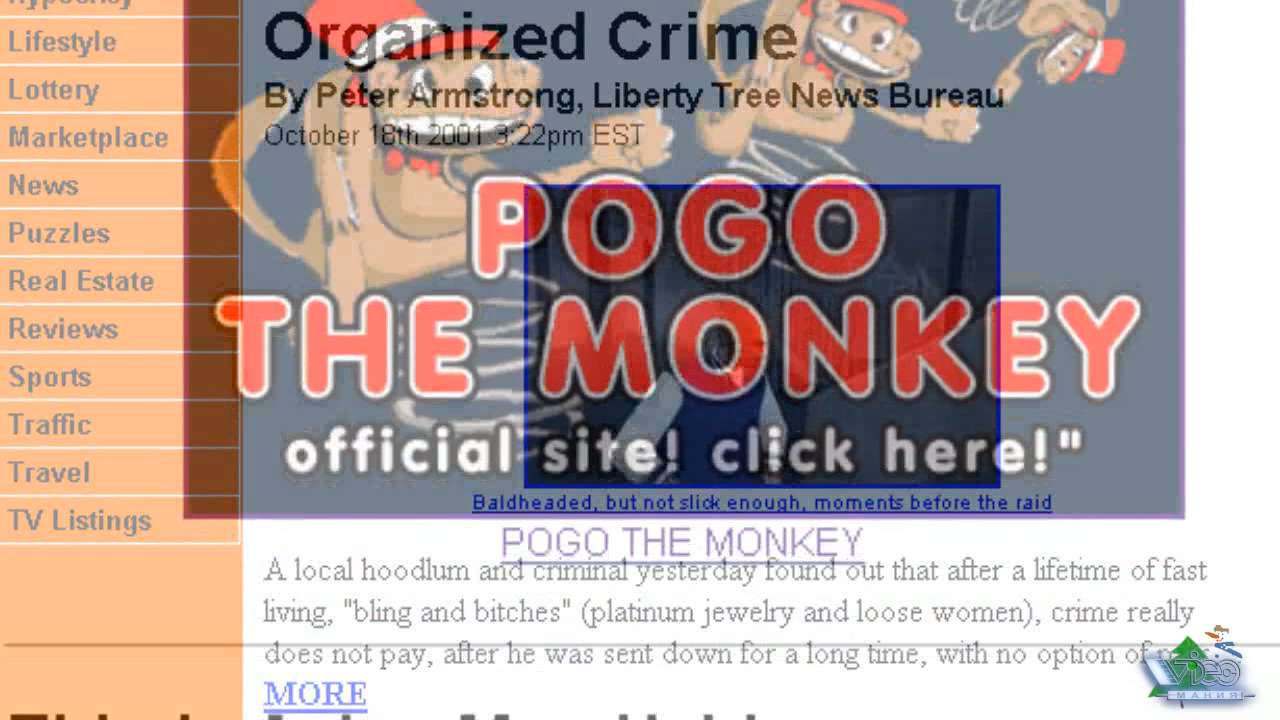 Lifestyle
Lottery
Marketplace
News
Puzzles
Real Estate
Reviews
Sports
Traffic
Travel
TV Listings
Organized Crime
By Peter Armstrong, Liberty Tree News Bureau
October 18th 2001 3:22pm EST
POGO
THE MONKEY
official site! click here!"
Baldheaded, but not slick enough, moments before the raid
POGO THE MONKEY
A local hoodlum and criminal yesterday found out that after a lifetime of fast
living, "bling and bitches" (platinum jewelry and loose women), crime really
does not pay, after he was sent down for a long time, with no option of
MORE
Video
МАНИЯ!